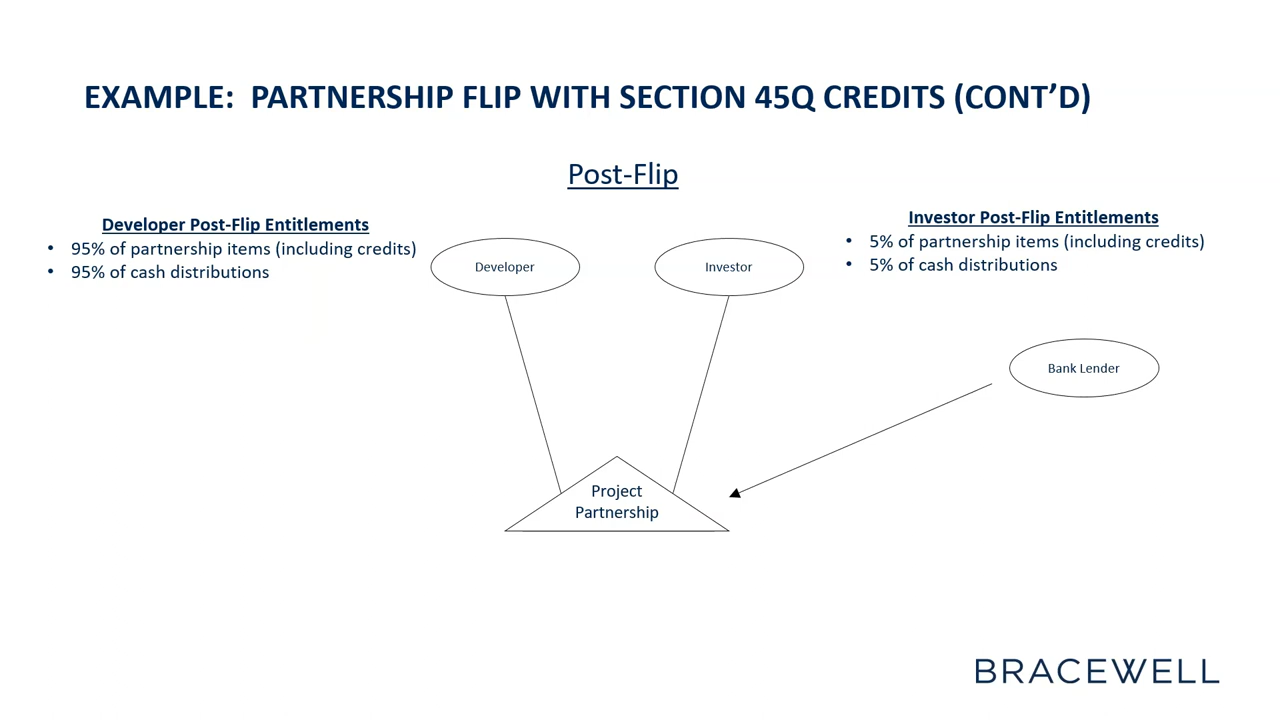 EXAMPLE: PARTNERSHIP FLIP WITH SECTION 45Q CREDITS (CONT’D)
Post-Flip
Developer Post-Flip Entitlements
• 95% of partnership items (including credits)
• 95% of cash distributions
Developer
Investor
Investor Post-Flip Entitlements
• 5% of partnership items (including credits)
• 5% of cash distributions
Bank Lender
Project
Partnership
BRACEWELL